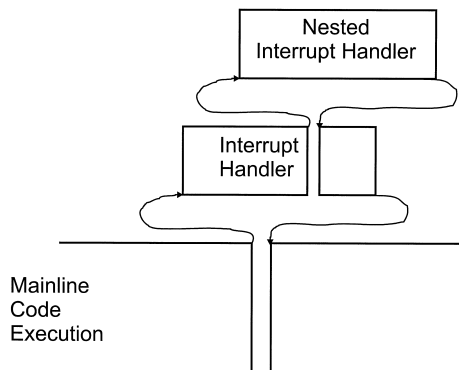 Nested
Interrupt Handler
Interrupt
Handler
Mainline
Code
Execution